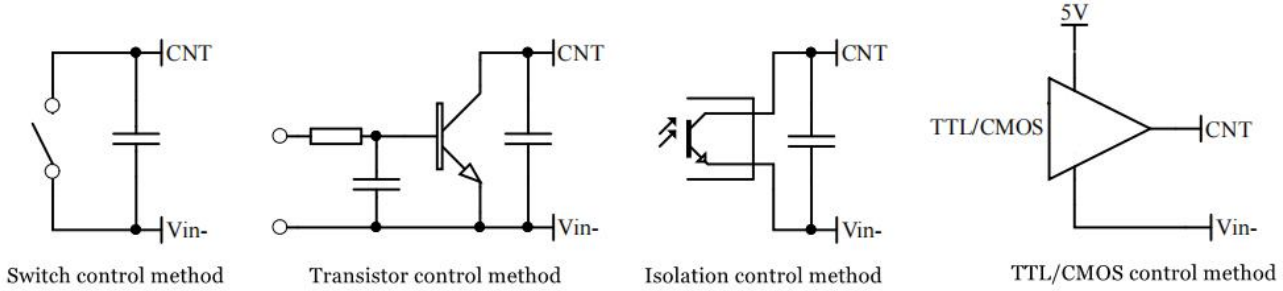 CNT
Vin-
Switch control method
CNT
Vin-
Transistor control method
CNT
Vin-
Isolation control method
5V
TTL/CMOS
CNT
Vin-
TTL/CMOS control method